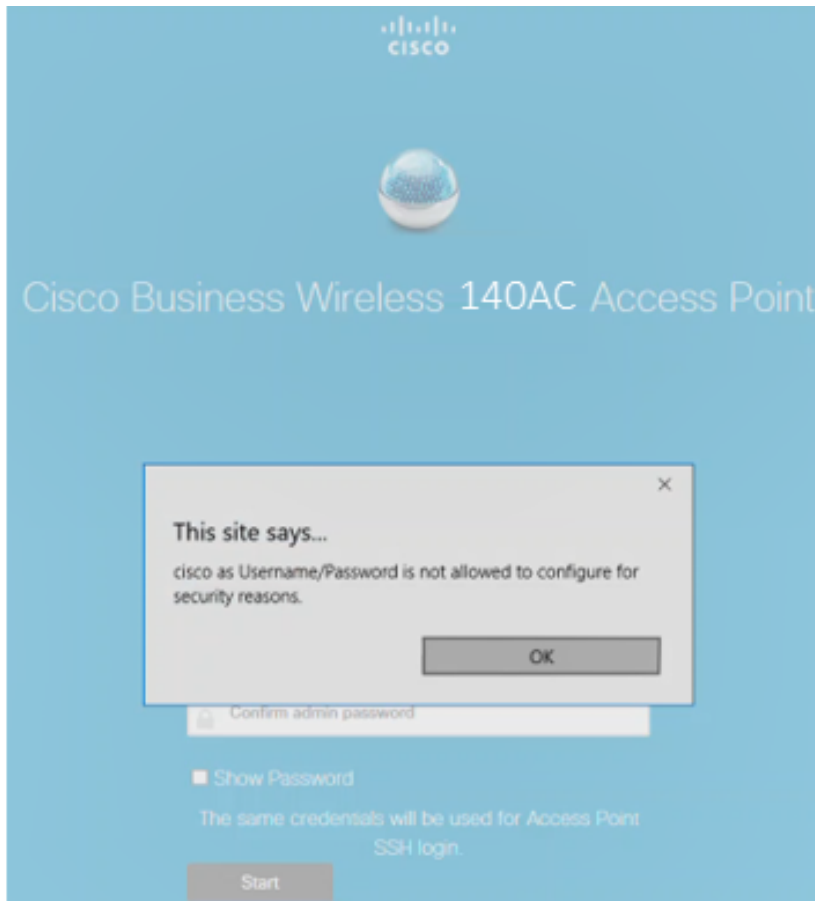 CISCO
Cisco Business Wireless 140AC Access Point
This site says...
cisco as Username/Password is not allowed to configure for
security reasons.
OK
Confirm admin password
Show Password
The same credentials will be used for Access Point
SSH login.
Start